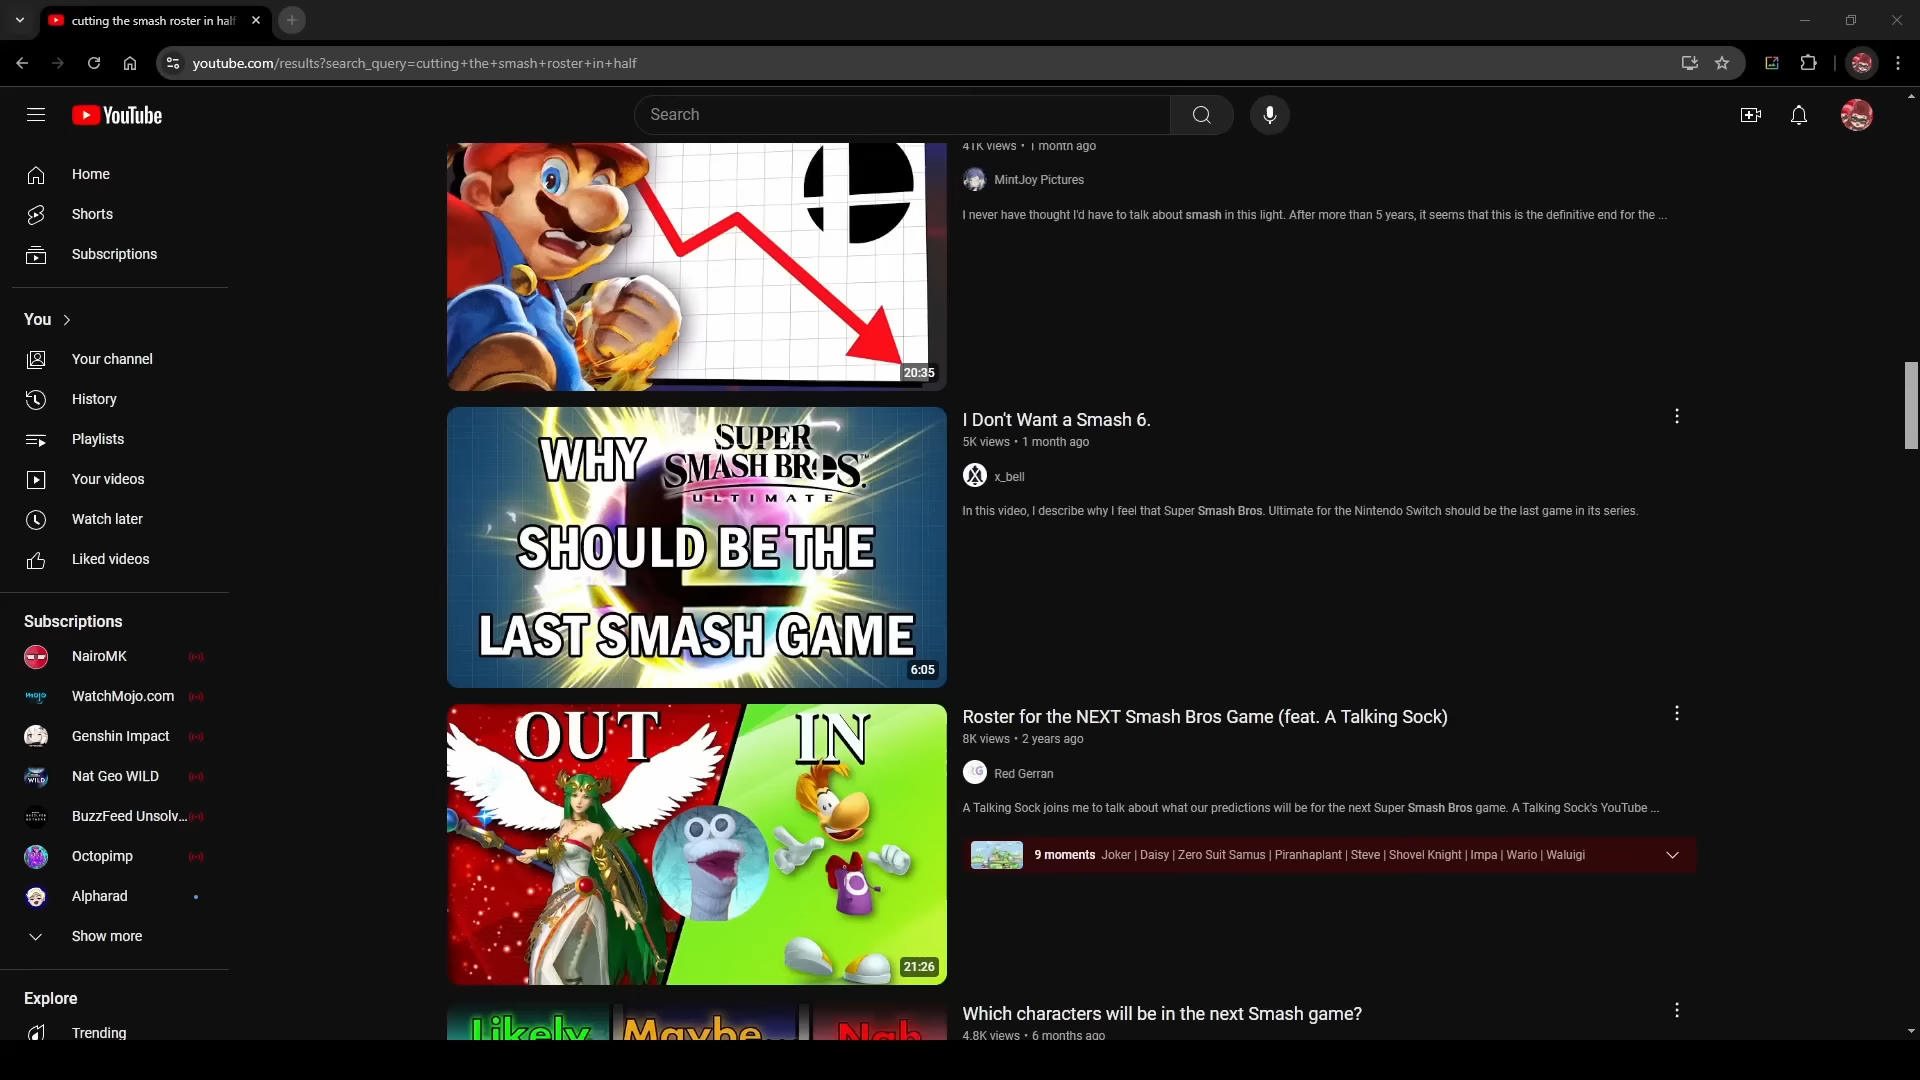 cutting the smash roster in half
youtube.com/results?search_query=cutting+the+smash+roster+in+half
YouTube
Search
Home
Shorts
Subscriptions
You
Your channel
History
Playlists
Your videos
Watch later
Liked videos
Subscriptions
NairoMK
WatchMojo.com
Genshin Impact
Nat Geo WILD
BuzzFeed Unsolv...
Octopimp
Alpharad
Show more
Explore
Trending
20:35
41K views • 1 month ago
MintJoy Pictures
I never have thought I'd have to talk about smash in this light. After more than 5 years, it seems that this is the definitive end for the ...
WHY SUPER
SMASH BROS.
ULTIMATE
SHOULD BE THE
LAST SMASH GAME
6:05
I Don't Want a Smash 6.
5K views • 1 month ago
x_bell
In this video, I describe why I feel that Super Smash Bros. Ultimate for the Nintendo Switch should be the last game in its series.
OUT IN
21:26
Roster for the NEXT Smash Bros Game (feat. A Talking Sock)
8K views • 2 years ago
Red Gerran
A Talking Sock joins me to talk about what our predictions will be for the next Super Smash Bros game. A Talking Sock's YouTube ...
9 moments Joker | Daisy | Zero Suit Samus | Piranhaplant | Steve | Shovel Knight | Impa | Wario | Waluigi
Likely Maybe... Nah
Which characters will be in the next Smash game?
4.8K views • 6 months ago